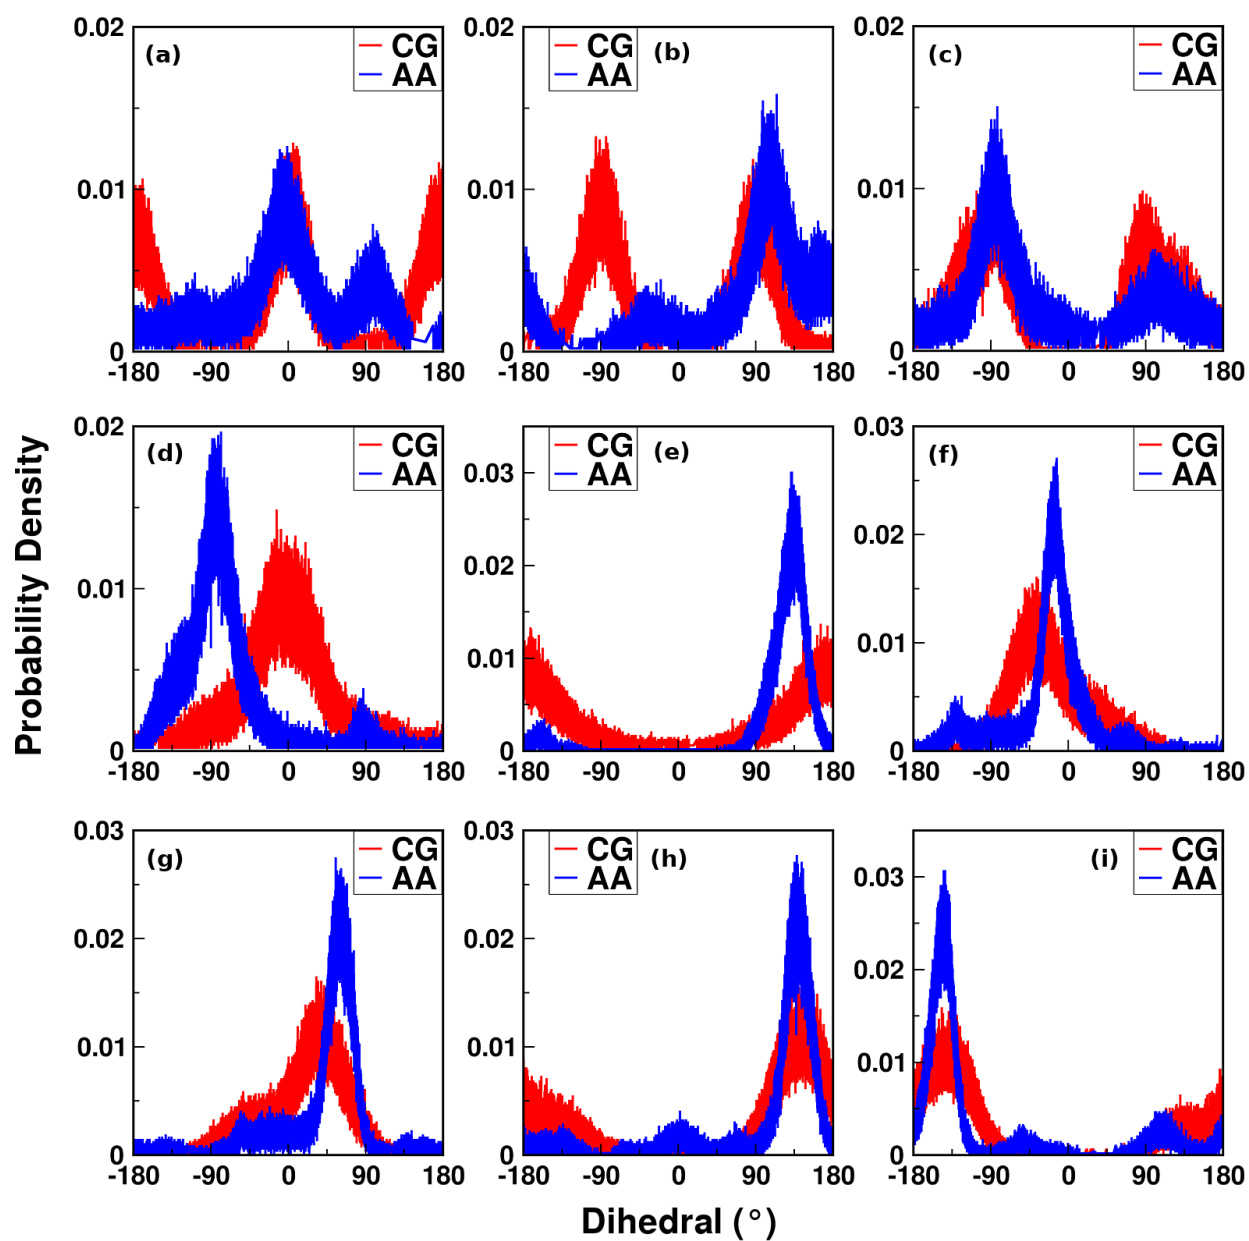 0.02 0.02 0.02
(a) CG AA
CG AA (b)
(c) CG AA
0.01 0.01 0.01
0 0 0
-180 -90 0 90 180 -180 -90 0 90 180 -180 -90 0 90 180
0.02 0.03
(d) CG AA
CG AA (e)
(f) CG AA
0.03
0.02 0.02
0.01 0.01 0.01
0 0 0
-180 -90 0 90 180 -180 -90 0 90 180 -180 -90 0 90 180
0.03 0.03
(g) CG AA
CG AA (h)
(i) CG AA
0.03
0.02 0.02 0.02
0.01 0.01 0.01
0 0 0
-180 -90 0 90 180 -180 -90 0 90 180 -180 -90 0 90 180
Probability Density
Dihedral (°)